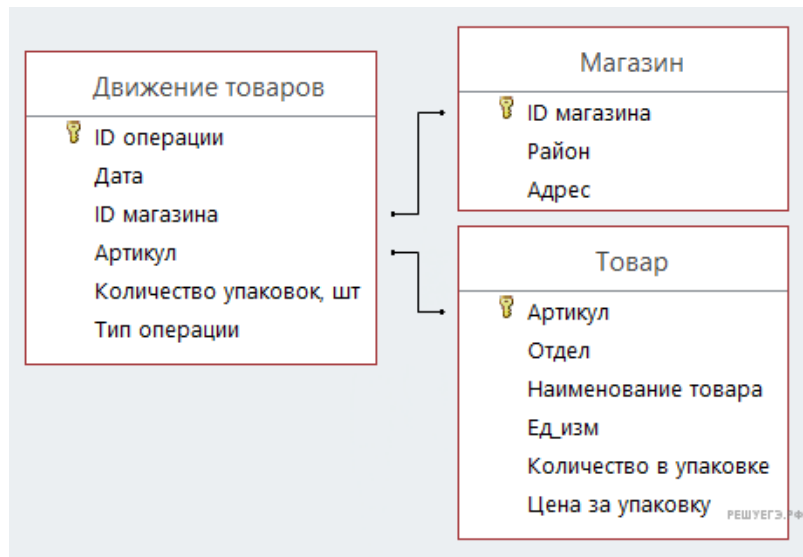 Движение товаров
ID операции
Дата
ID магазина
Артикул
Количество упаковок, шт
Тип операции
Магазин
ID магазина
Район
Адрес
Товар
Артикул
Отдел
Наименование товара
Ед_изм
Количество в упаковке
Цена за упаковку
РЕШУЕГЭ.РФ